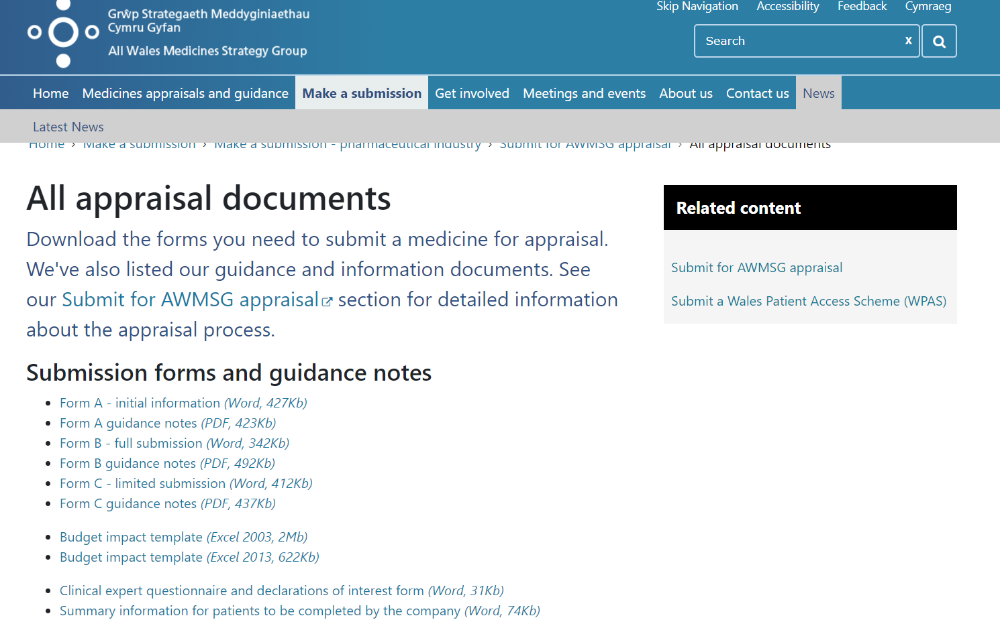 Grŵp Strategaeth Meddyginiaethau
Cymru Gyfan
All Wales Medicines Strategy Group
Skip Navigation Accessibility Feedback Cymraeg
Search x
Home Medicines appraisals and guidance Make a submission Get involved Meetings and events About us Contact us News
Latest News
Home › Make a submission › Make a submission - pharmaceutical industry › Submit for AWMSG appraisal › All appraisal documents
All appraisal documents
Download the forms you need to submit a medicine for appraisal.
We've also listed our guidance and information documents. See
our Submit for AWMSG appraisal section for detailed information
about the appraisal process.
Submission forms and guidance notes
Form A - initial information (Word, 427Kb)
Form A guidance notes (PDF, 423Kb)
Form B - full submission (Word, 342Kb)
Form B guidance notes (PDF, 492Kb)
Form C - limited submission (Word, 412Kb)
Form C guidance notes (PDF, 437Kb)
Budget impact template (Excel 2003, 2Mb)
Budget impact template (Excel 2013, 622Kb)
Clinical expert questionnaire and declarations of interest form (Word, 31Kb)
Summary information for patients to be completed by the company (Word, 74Kb)
Related content
Submit for AWMSG appraisal
Submit a Wales Patient Access Scheme (WPAS)